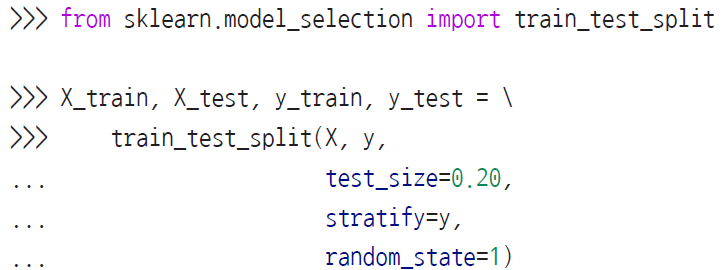 >>> from sklearn.model_selection import train_test_split
>>> X_train, X_test, y_train, y_test = \
>>>     train_test_split(X, y,
...                      test_size=0.20,
...                      stratify=y,
...                      random_state=1)